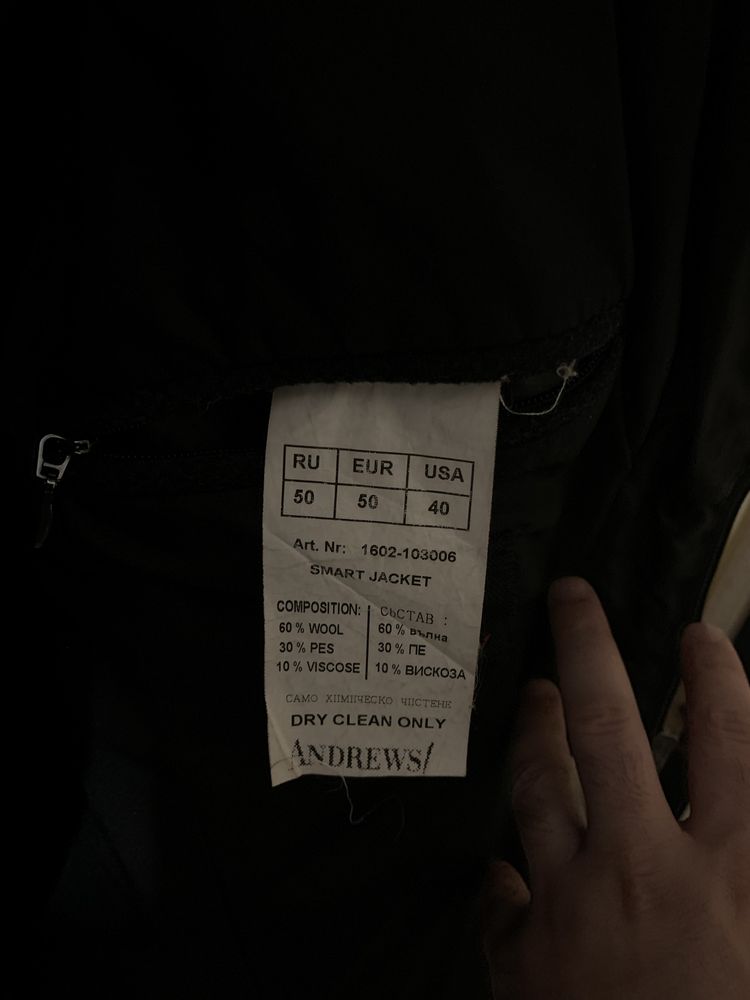 RU EUR USA
50 50 40
Art. Nr: 1602-103006
SMART JACKET
COMPOSITION: СЪСТАВ :
60 % WOOL 60 % вълна
30 % PES 30 % ПЕ
10 % VISCOSE 10 % ВИСКОЗА
САМО ХИМИЧЕСКО ЧИСТЕНЕ
DRY CLEAN ONLY
ANDREWS/